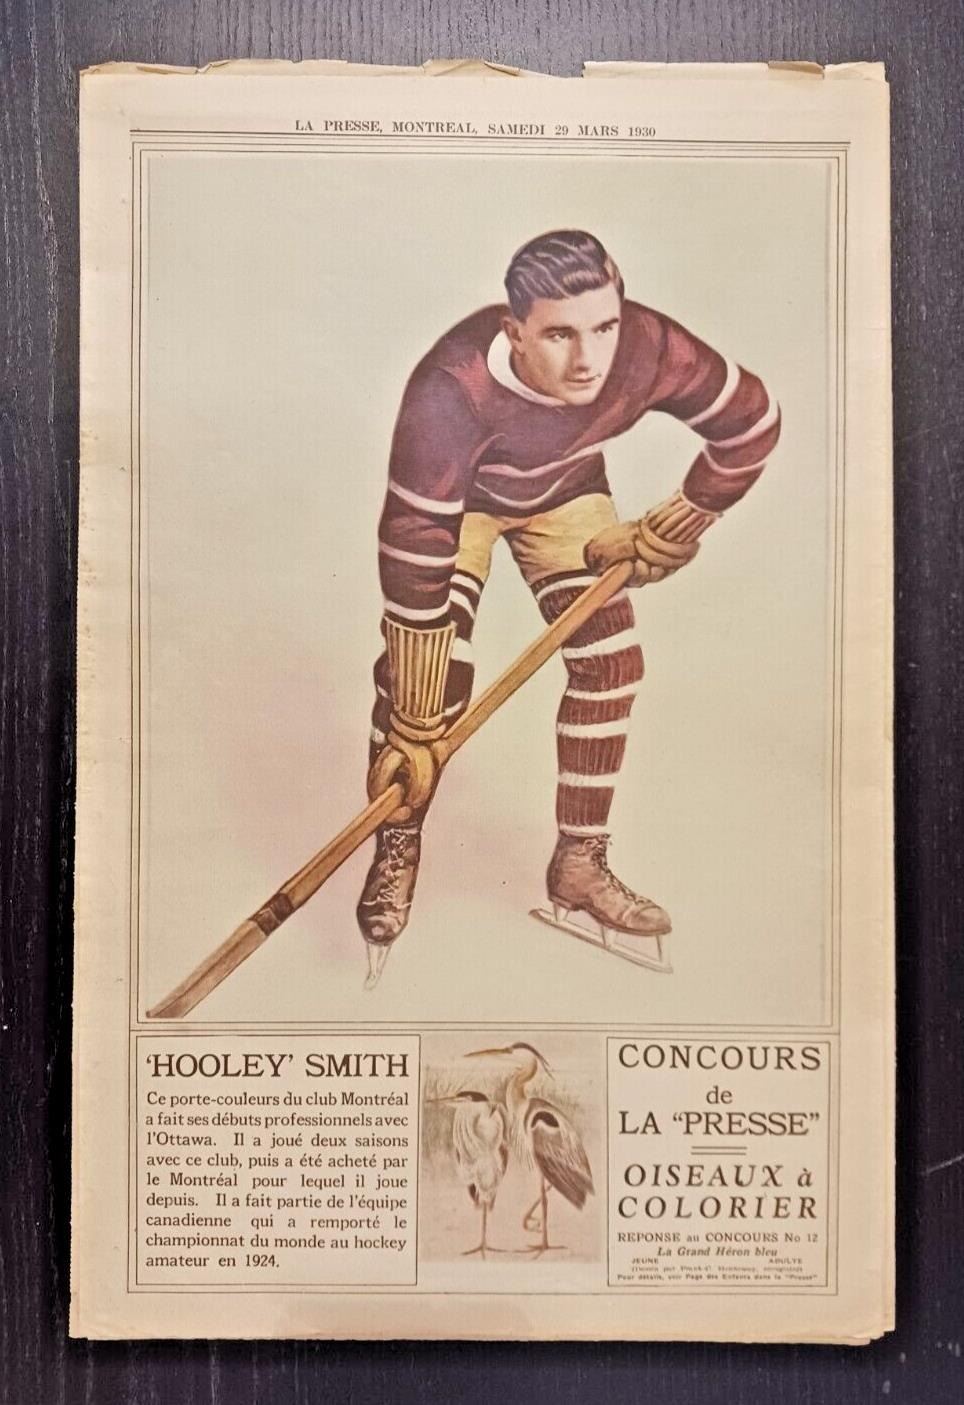 LA PRESSE, MONTREAL, SAMEDI 29 MARS 1930
‘HOOLEY’ SMITH
Ce porte-couleurs du club Montréal
a fait ses débuts professionnels avec
l'Ottawa. Il a joué deux saisons
avec ce club, puis a été acheté par
le Montréal pour lequel il joue
depuis. Il a fait partie de l'équipe
canadienne qui a remporté le
championnat du monde au hockey
amateur en 1924.
CONCOURS
de
LA “PRESSE”
OISEAUX à
COLORIER
REPONSE au CONCOURS No 12
La Grand Héron bleu
JEUNE ADULTE
Pour détails, voir Page des Enfants dans la “Presse”